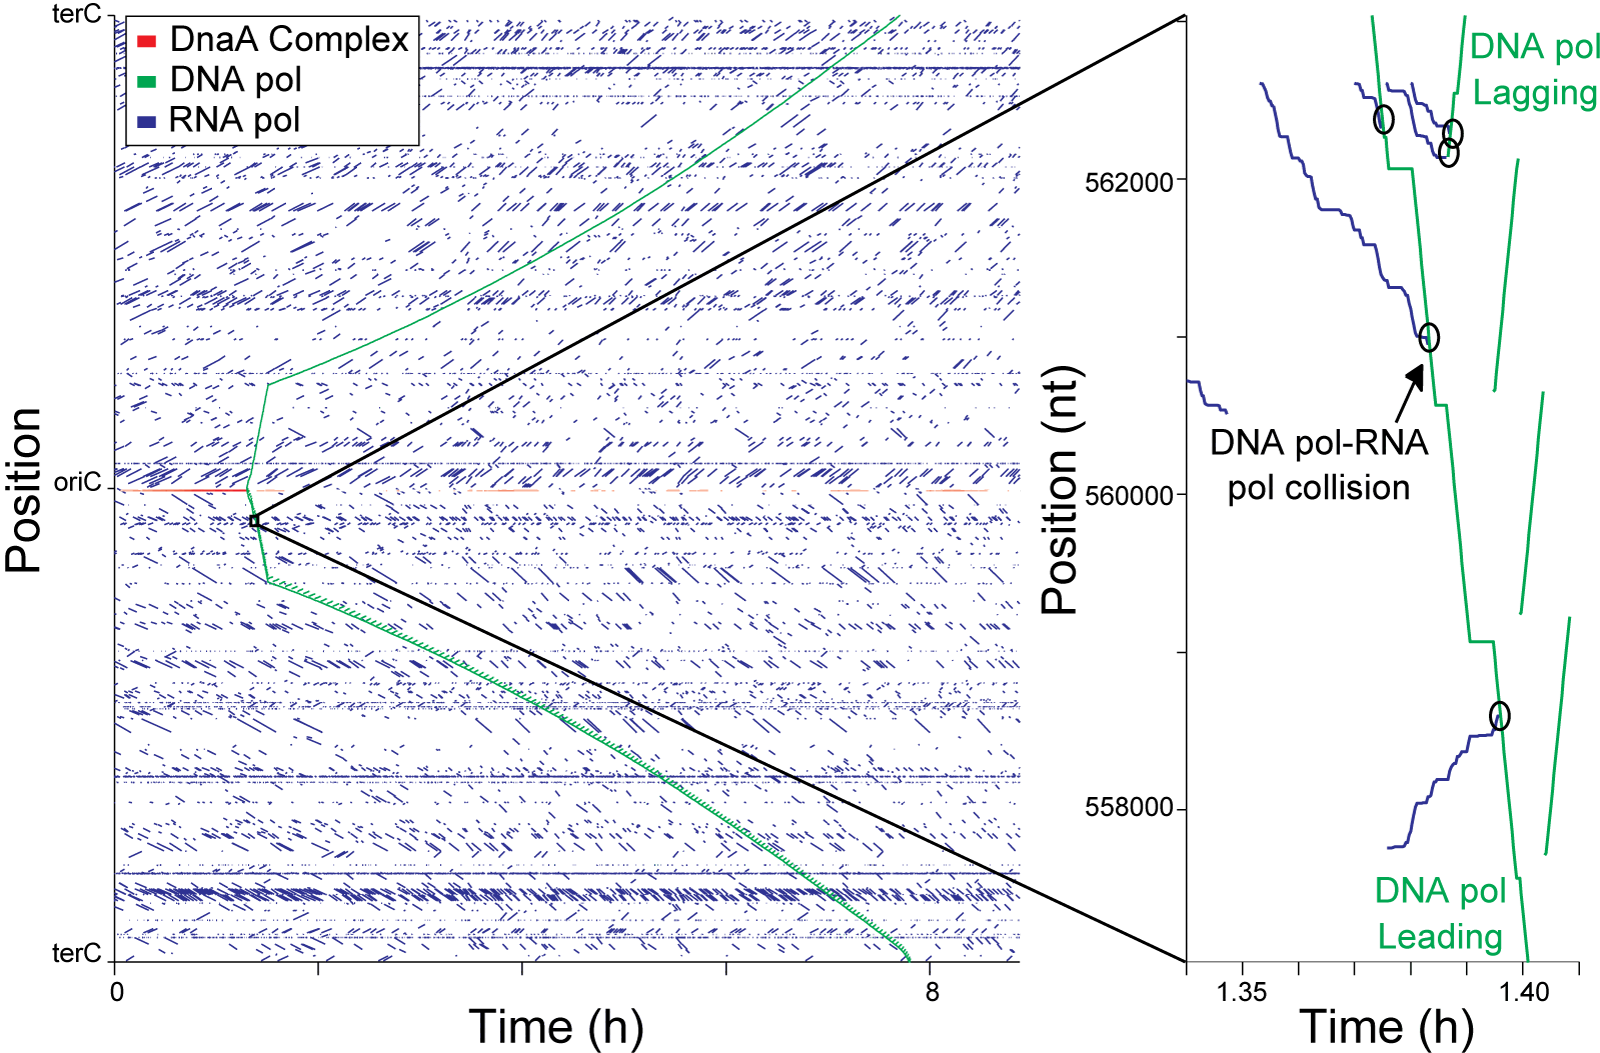 terC
DnaA Complex
DNA pol
RNA pol
Position
oriC
terC
0
8
Time (h)
DNA pol
Lagging
562000
DNA pol-RNA
pol collision
560000
Position (nt)
558000
DNA pol
Leading
1.35
1.40
Time (h)